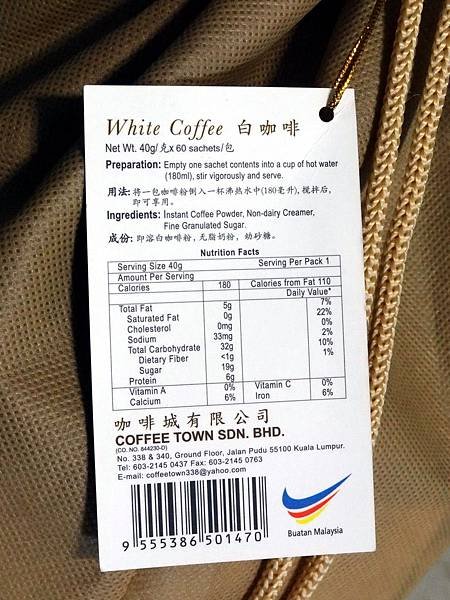 White Coffee 白咖啡
Net Wt. 40g/克x 60 sachets/包
Preparation: Empty one sachet contents into a cup of hot water
(180ml), stir vigorously and serve.
用法: 将一包咖啡粉倒入一杯沸热水中(180毫升), 搅拌后,
即可享用。
Ingredients: Instant Coffee Powder, Non-dairy Creamer,
Fine Granulated Sugar.
成份: 即溶白咖啡粉, 无脂奶粉, 幼砂糖。
Nutrition Facts
Serving Size 40g Serving Per Pack 1
Amount Per Serving
Calories 180 Calories from Fat 110
Daily Value*
Total Fat 5g 7%
Saturated Fat 0g 22%
Cholesterol 0mg 0%
Sodium 33mg 2%
Total Carbohydrate 32g 10%
Dietary Fiber <1g 1%
Sugar 19g
Protein 6g
Vitamin A 0% Vitamin C 0%
Calcium 6% Iron 6%
咖啡城有限公司
COFFEE TOWN SDN. BHD.
(CO. NO. 844230-D)
No. 338 & 340, Ground Floor, Jalan Pudu 55100 Kuala Lumpur.
Tel: 603-2145 0437 Fax: 603-2145 0763
E-mail: coffeetown338@yahoo.com
9 555386 501470
Buatan Malaysia